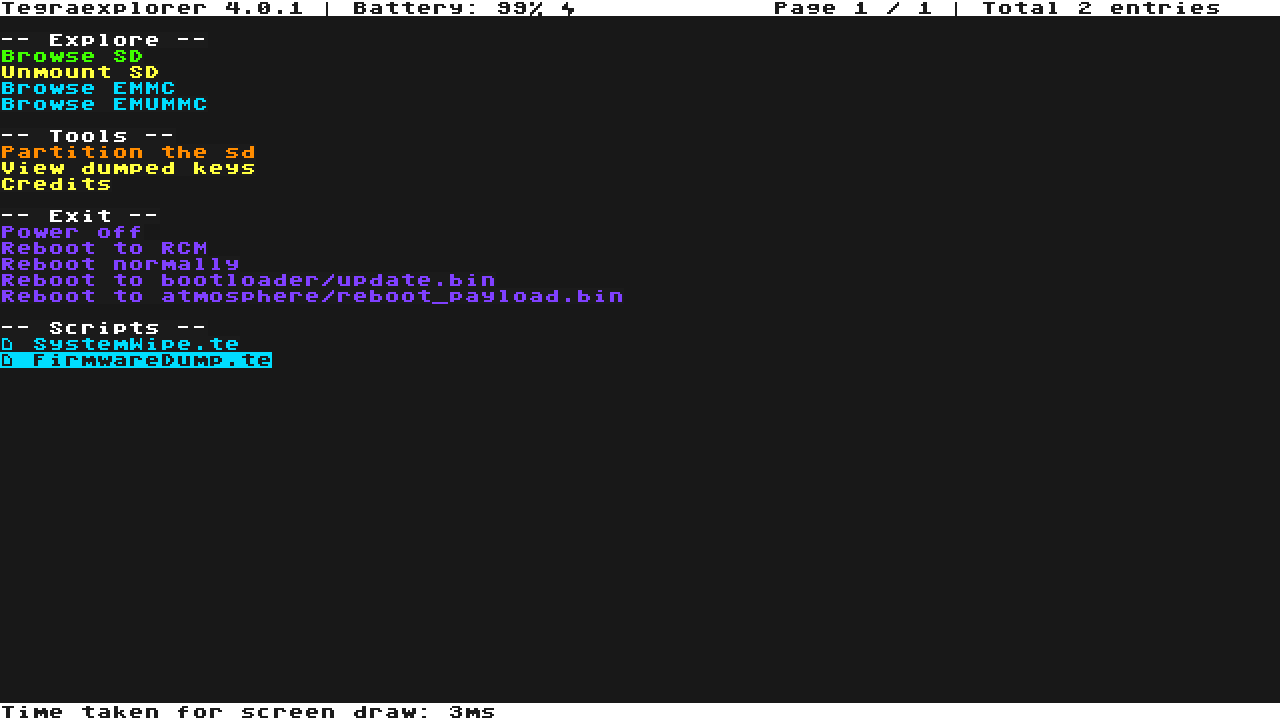 Tegraexplorer 4.0.1 | Battery: 99% Page 1 / 1 | Total 2 entries
-- Explore --
Browse SD
Unmount SD
Browse EMMC
Browse EMUMMC
-- Tools --
Partition the sd
View dumped keys
Credits
-- Exit --
Power off
Reboot to RCM
Reboot normally
Reboot to bootloader/update.bin
Reboot to atmosphere/reboot_payload.bin
-- Scripts --
SystemWipe.te
FirmwareDump.te
Time taken for screen draw: 3ms